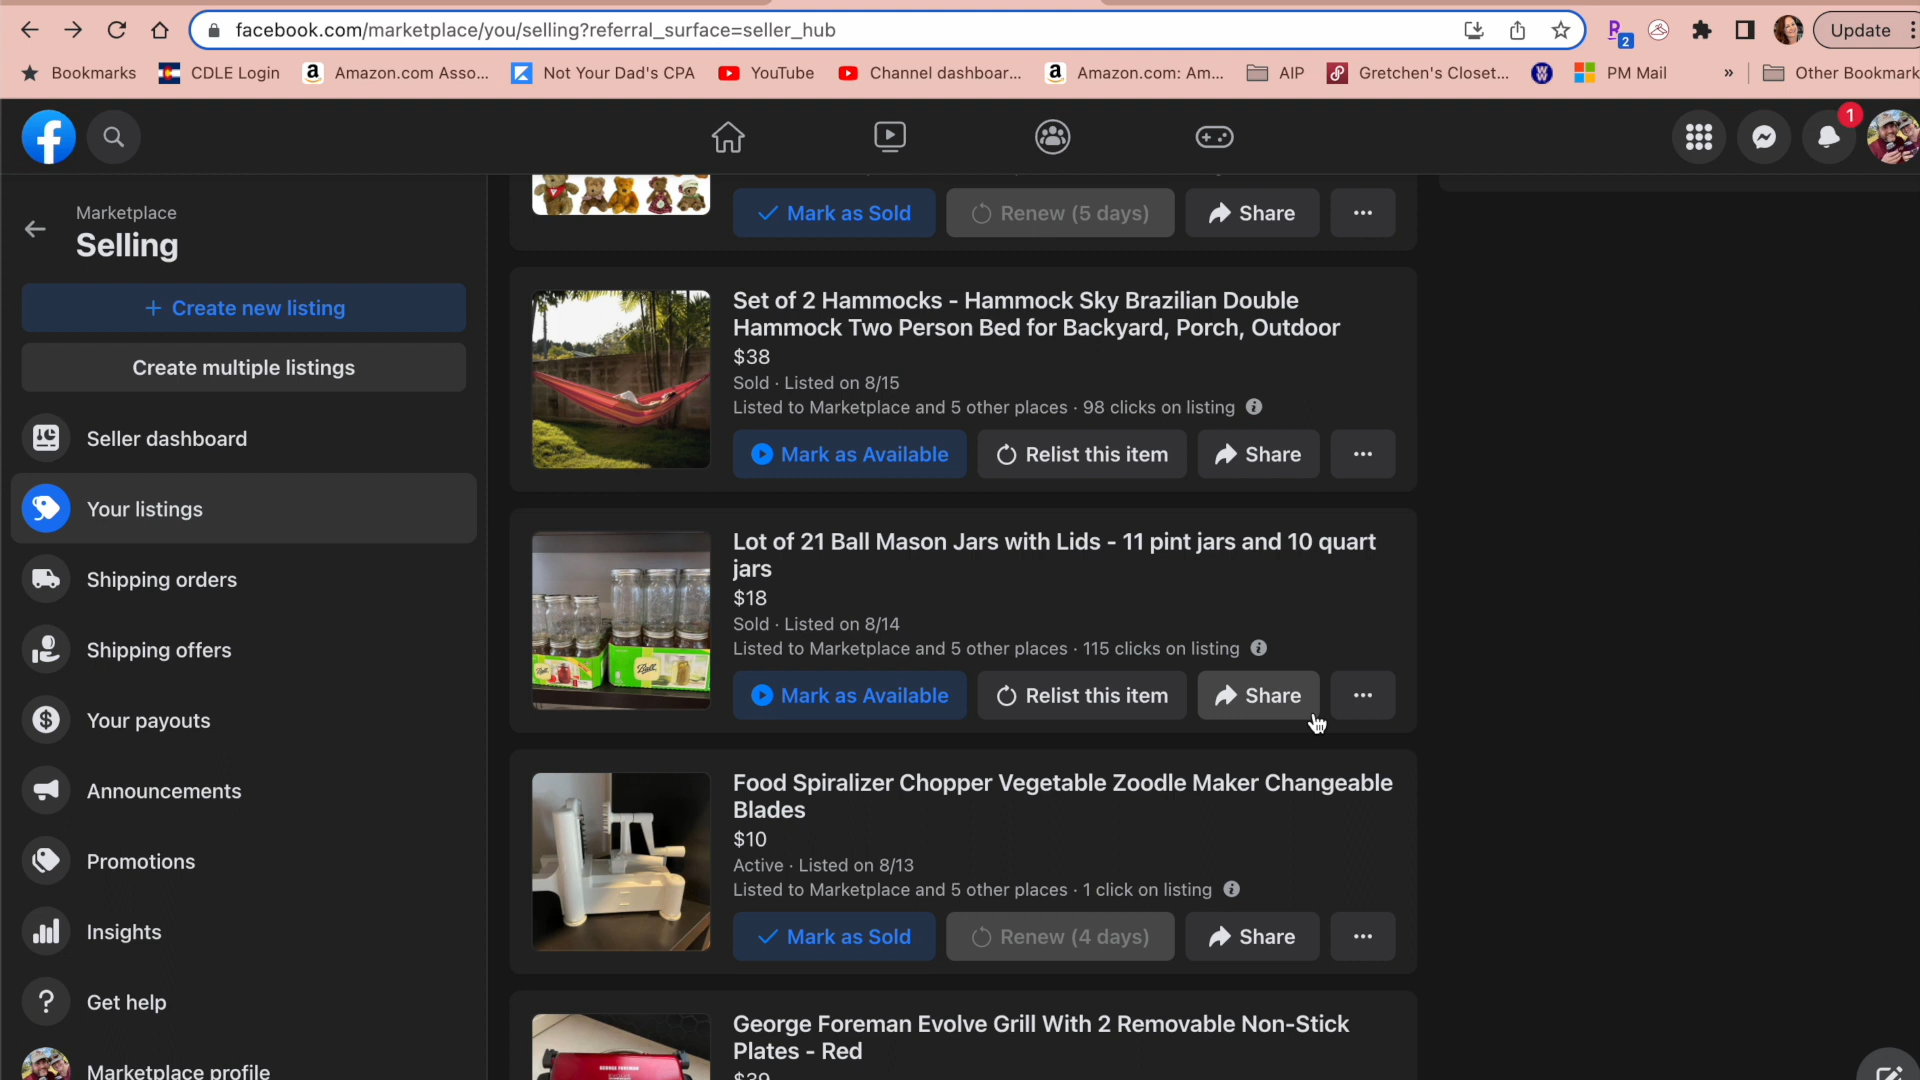 facebook.com/marketplace/you/selling?referral_surface=seller_hub
2
Update
Bookmarks
CDLE Login
Amazon.com Asso...
Not Your Dad's CPA
YouTube
Channel dashboar...
Amazon.com: Am...
AIP
Gretchen's Closet...
PM Mail
»
Other Bookmark
1
Marketplace
Selling
+ Create new listing
Create multiple listings
Seller dashboard
Your listings
Shipping orders
Shipping offers
Your payouts
Announcements
Promotions
Insights
Get help
Marketplace profile
Mark as Sold
Renew (5 days)
Share
Set of 2 Hammocks - Hammock Sky Brazilian Double
Hammock Two Person Bed for Backyard, Porch, Outdoor
$38
Sold · Listed on 8/15
Listed to Marketplace and 5 other places · 98 clicks on listing
Mark as Available
Relist this item
Share
Lot of 21 Ball Mason Jars with Lids - 11 pint jars and 10 quart
jars
$18
Sold · Listed on 8/14
Listed to Marketplace and 5 other places · 115 clicks on listing
Mark as Available
Relist this item
Share
Ball
Food Spiralizer Chopper Vegetable Zoodle Maker Changeable
Blades
$10
Active · Listed on 8/13
Listed to Marketplace and 5 other places · 1 click on listing
Mark as Sold
Renew (4 days)
Share
George Foreman Evolve Grill With 2 Removable Non-Stick
Plates - Red
$39
GEORGE FOREMAN